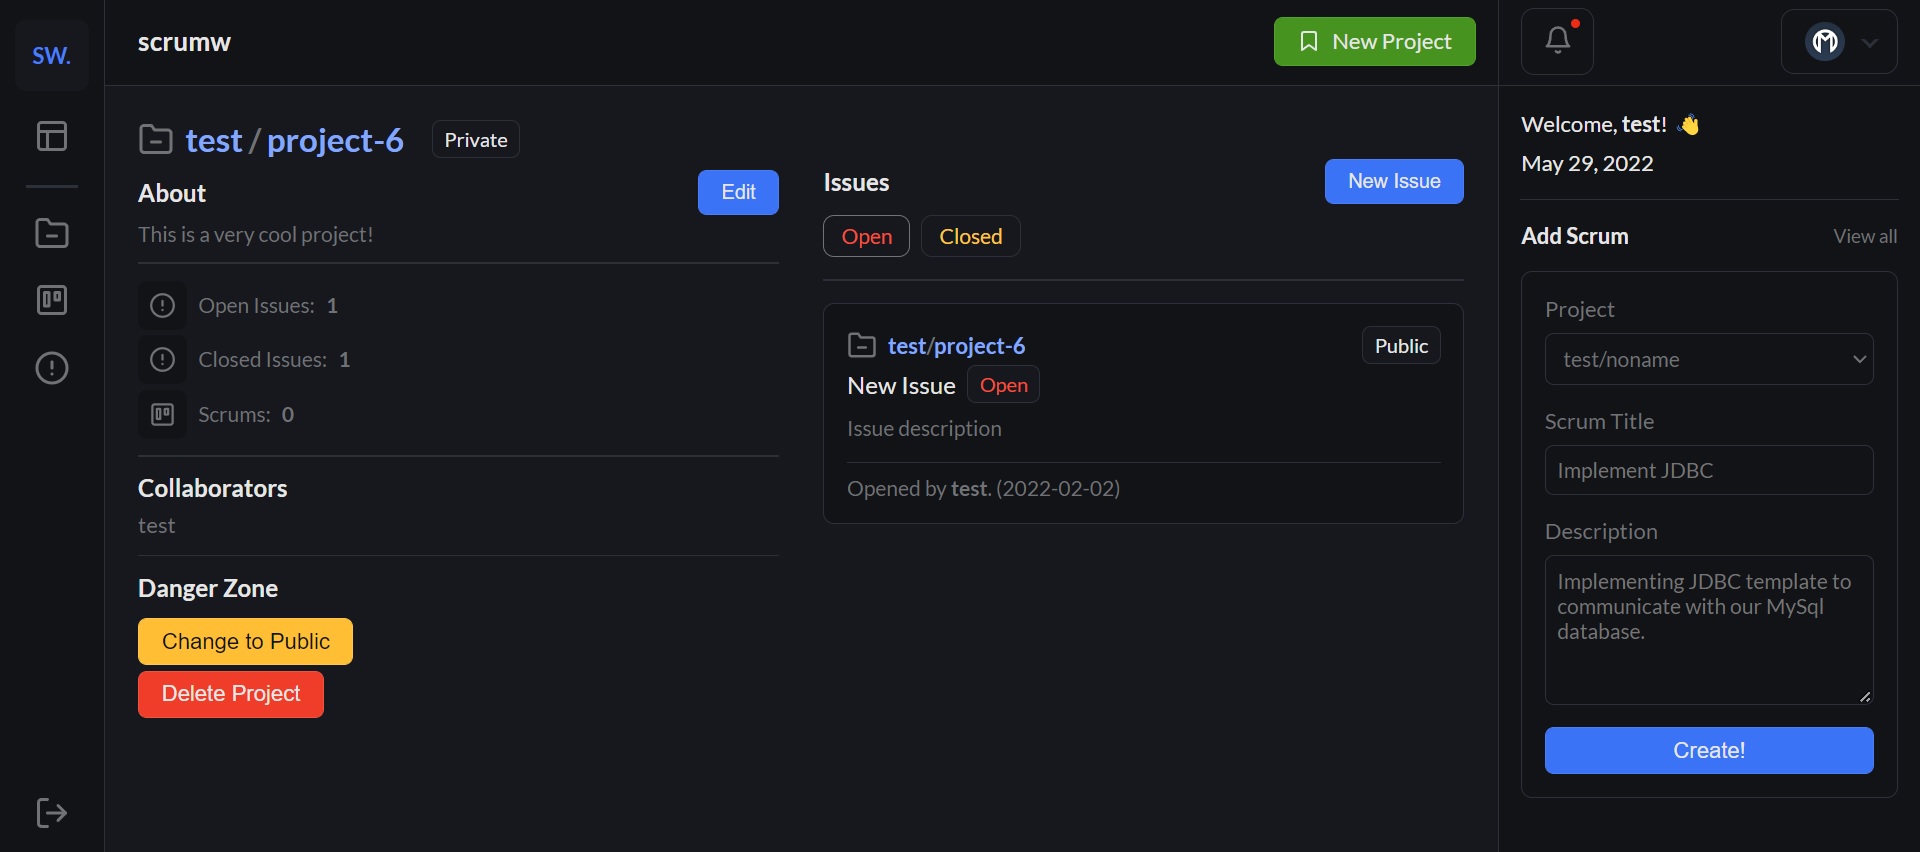 SW.
scrumw
New Project
test / project-6 Private
About
Edit
This is a very cool project!
Open Issues: 1
Closed Issues: 1
Scrums: 0
Collaborators
test
Danger Zone
Change to Public
Delete Project
Issues
New Issue
Open Closed
test/project-6 Public
New Issue Open
Issue description
Opened by test. (2022-02-02)
Welcome, test! 👋
May 29, 2022
Add Scrum View all
Project
test/noname
Scrum Title
Implement JDBC
Description
Implementing JDBC template to
communicate with our MySql
database.
Create!